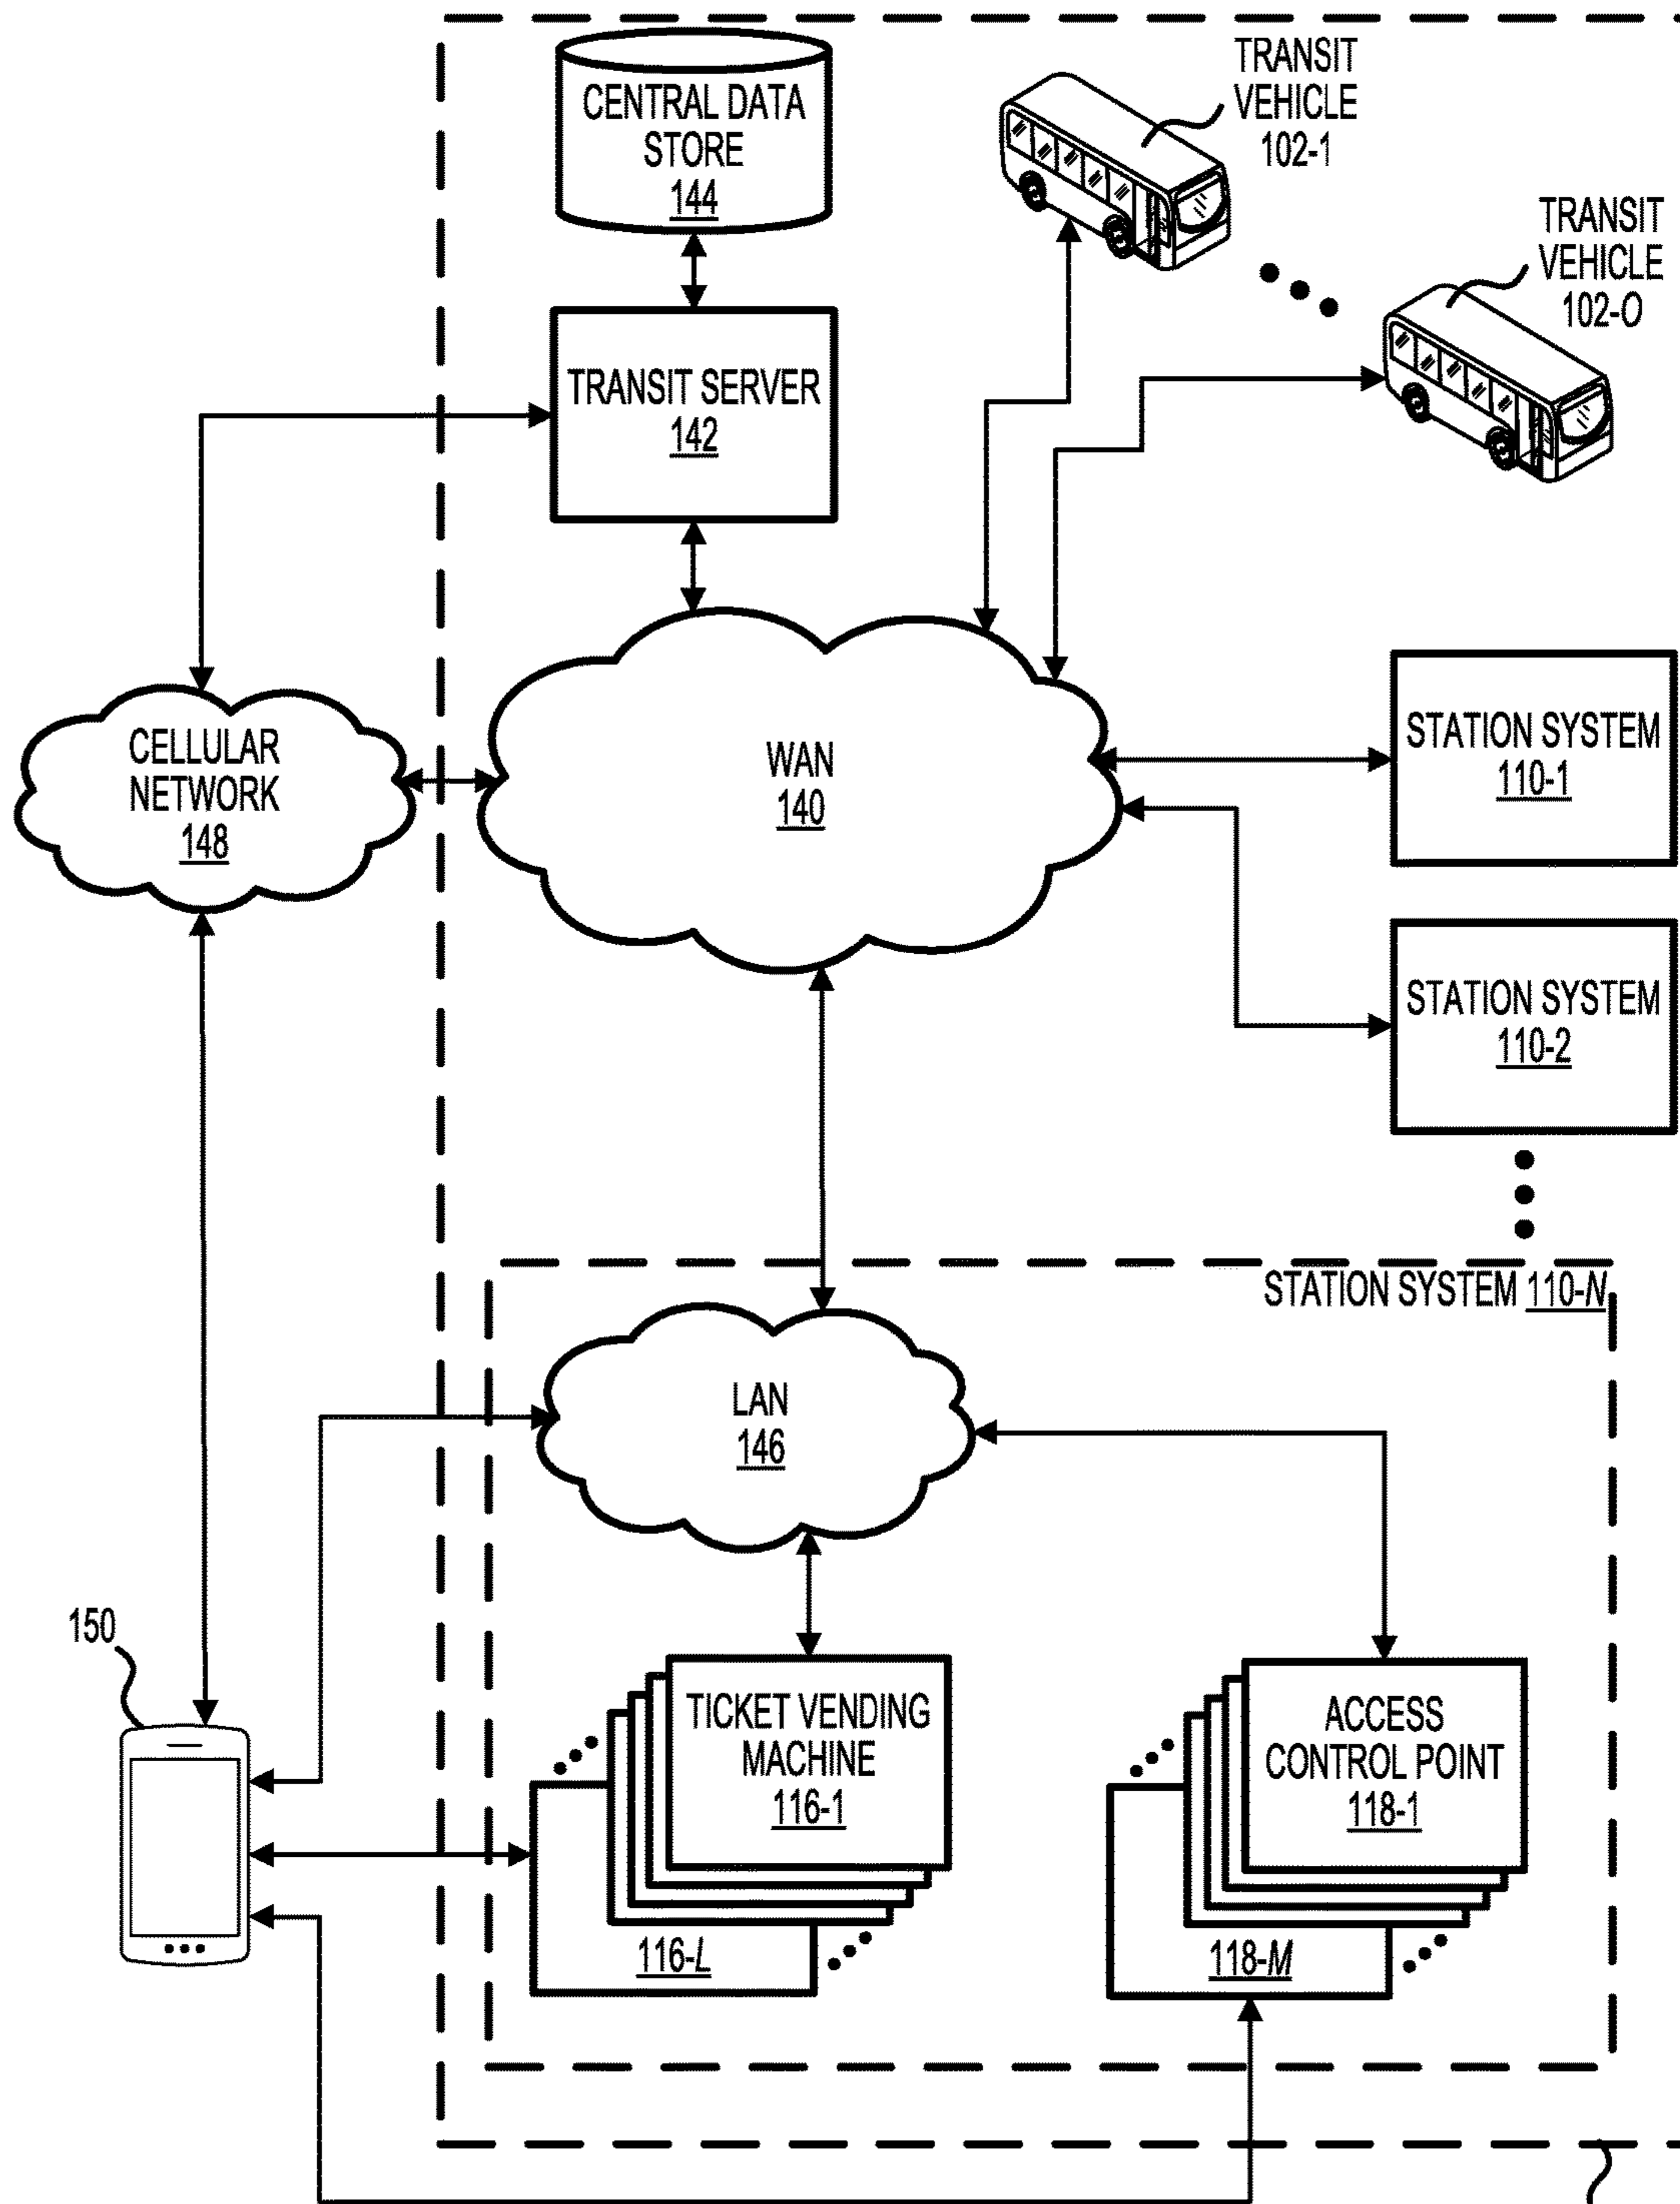 CENTRAL DATA
STORE
144
TRANSIT
VEHICLE
102-1
TRANSIT
VEHICLE
102-O
TRANSIT SERVER
142
CELLULAR
NETWORK
148
WAN
140
STATION SYSTEM
110-1
STATION SYSTEM
110-2
STATION SYSTEM 110-N
LAN
146
150
TICKET VENDING
MACHINE
116-1
116-L
ACCESS
CONTROL POINT
118-1
118-M